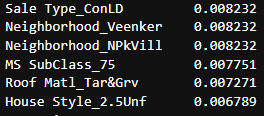 Sale Type_ConLD 0.008232
Neighborhood_Veenker 0.008232
Neighborhood_NPkVill 0.008232
MS SubClass_75 0.007751
Roof Matl_Tar&Grv 0.007271
House Style_2.5Unf 0.006789